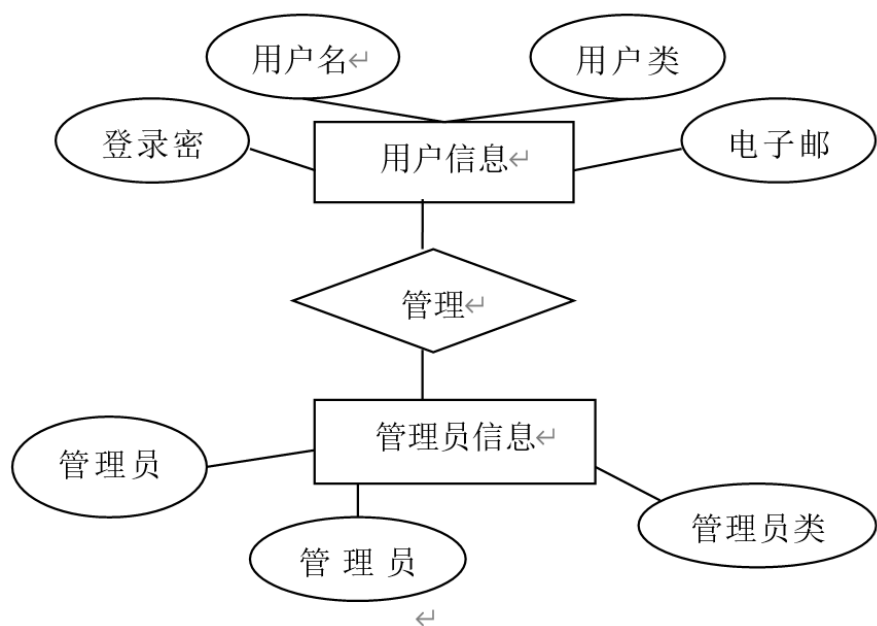 用户名
用户类
登录密
用户信息
电子邮
管理
管理员信息
管理员
管理员类
管理员